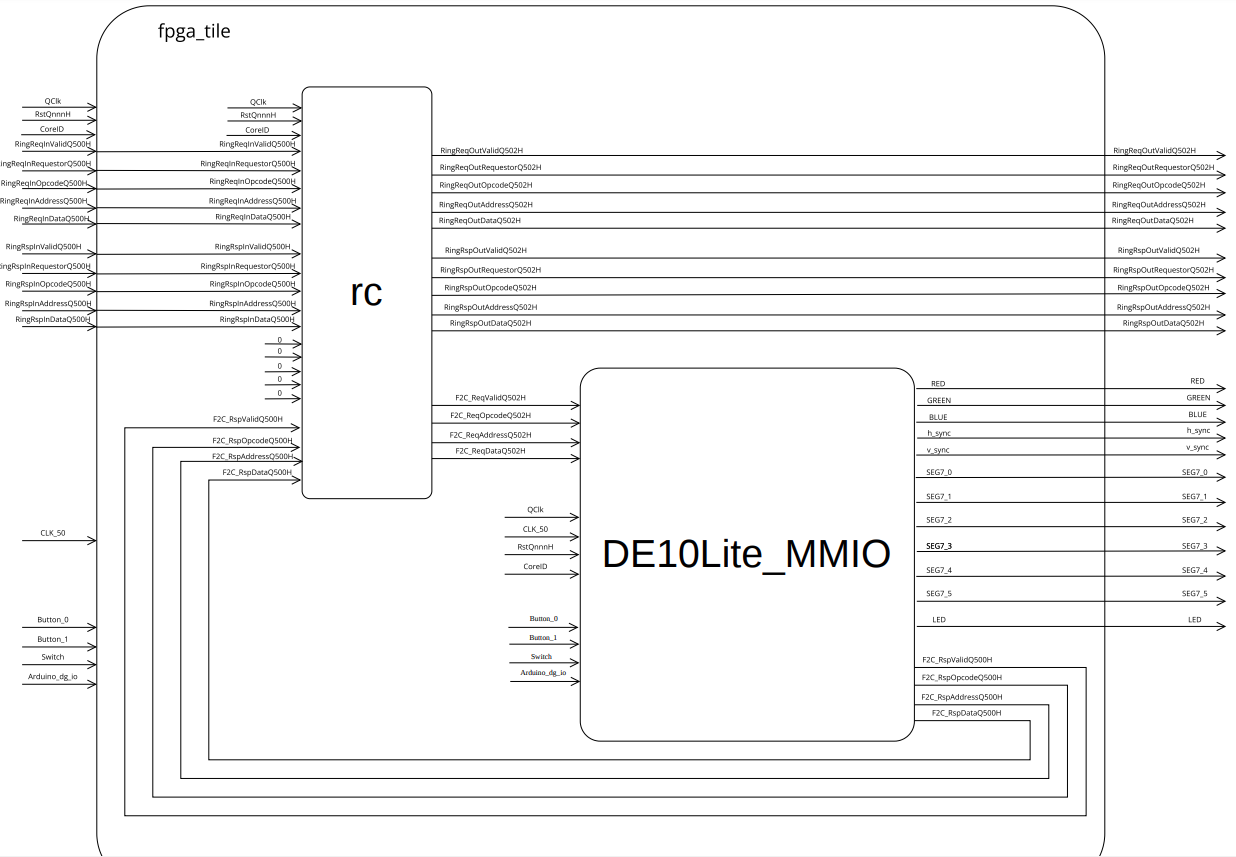 fpga_tile
QClk
RstQnnnH
CoreID
RingReqInValidQ500H
ingReqInRequestorQ500H
RingReqInOpcodeQ500H
RingReqInAddressQ500H
RingReqInDataQ500H
RingRspInValidQ500H
ingRspInRequestorQ500H
RingRspInOpcodeQ500H
RingRspInAddressQ500H
RingRspInDataQ500H
CLK_50
Button_0
Button_1
Switch
Arduino_dg_io
QClk
RstQnnnH
CoreID
RingReqInValidQ500H
RingReqInRequestorQ500H
RingReqInOpcodeQ500H
RingReqInAddressQ500H
RingReqInDataQ500H
RingRspInValidQ500H
RingRspInRequestorQ500H
RingRspInOpcodeQ500H
RingRspInAddressQ500H
RingRspInDataQ500H
0
0
0
0
0
F2C_RspValidQ500H
F2C_RspOpcodeQ500H
F2C_RspAddressQ500H
F2C_RspDataQ500H
rc
RingReqOutValidQ502H
RingReqOutRequestorQ502H
RingReqOutOpcodeQ502H
RingReqOutAddressQ502H
RingReqOutDataQ502H
RingRspOutValidQ502H
RingRspOutRequestorQ502H
RingRspOutOpcodeQ502H
RingRspOutAddressQ502H
RingRspOutDataQ502H
F2C_ReqValidQ502H
F2C_ReqOpcodeQ502H
F2C_ReqAddressQ502H
F2C_ReqDataQ502H
QClk
CLK_50
RstQnnnH
CoreID
Button_0
Button_1
Switch
Arduino_dg_io
DE10Lite_MMIO
RED
GREEN
BLUE
h_sync
v_sync
SEG7_0
SEG7_1
SEG7_2
SEG7_3
SEG7_4
SEG7_5
LED
F2C_RspValidQ500H
F2C_RspOpcodeQ500H
F2C_RspAddressQ500H
F2C_RspDataQ500H
RingReqOutValidQ502H
RingReqOutRequestorQ502H
RingReqOutOpcodeQ502H
RingReqOutAddressQ502H
RingReqOutDataQ502H
RingRspOutValidQ502H
RingRspOutRequestorQ502H
RingRspOutOpcodeQ502H
RingRspOutAddressQ502H
RingRspOutDataQ502H
RED
GREEN
BLUE
h_sync
v_sync
SEG7_0
SEG7_1
SEG7_2
SEG7_3
SEG7_4
SEG7_5
LED